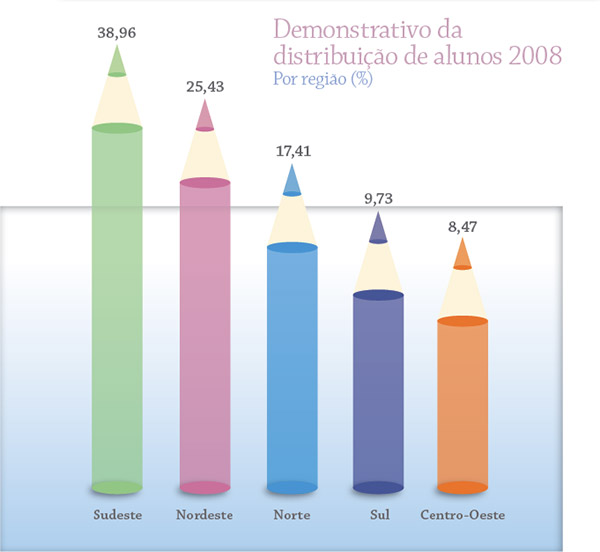 Demonstrativo da
distribuição de alunos 2008
Por região (%)
38,96
25,43
17,41
9,73
8,47
Sudeste
Nordeste
Norte
Sul
Centro-Oeste